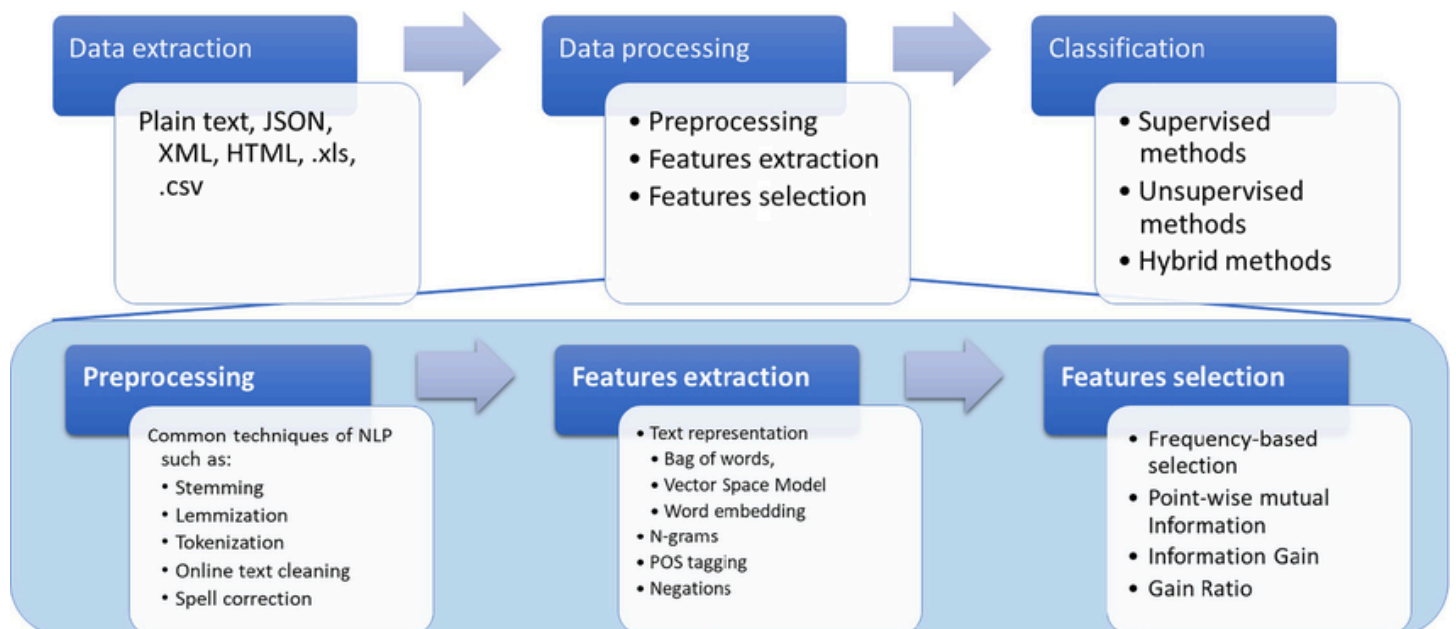 Data extraction
Plain text, JSON,
XML, HTML, .xls,
.csv
Data processing
• Preprocessing
• Features extraction
• Features selection
Classification
• Supervised
methods
• Unsupervised
methods
• Hybrid methods
Preprocessing
Common techniques of NLP
such as:
• Stemming
• Lemmization
• Tokenization
• Online text cleaning
• Spell correction
Features extraction
• Text representation
• Bag of words,
• Vector Space Model
• Word embedding
• N-grams
• POS tagging
• Negations
Features selection
• Frequency-based
selection
• Point-wise mutual
Information
• Information Gain
• Gain Ratio